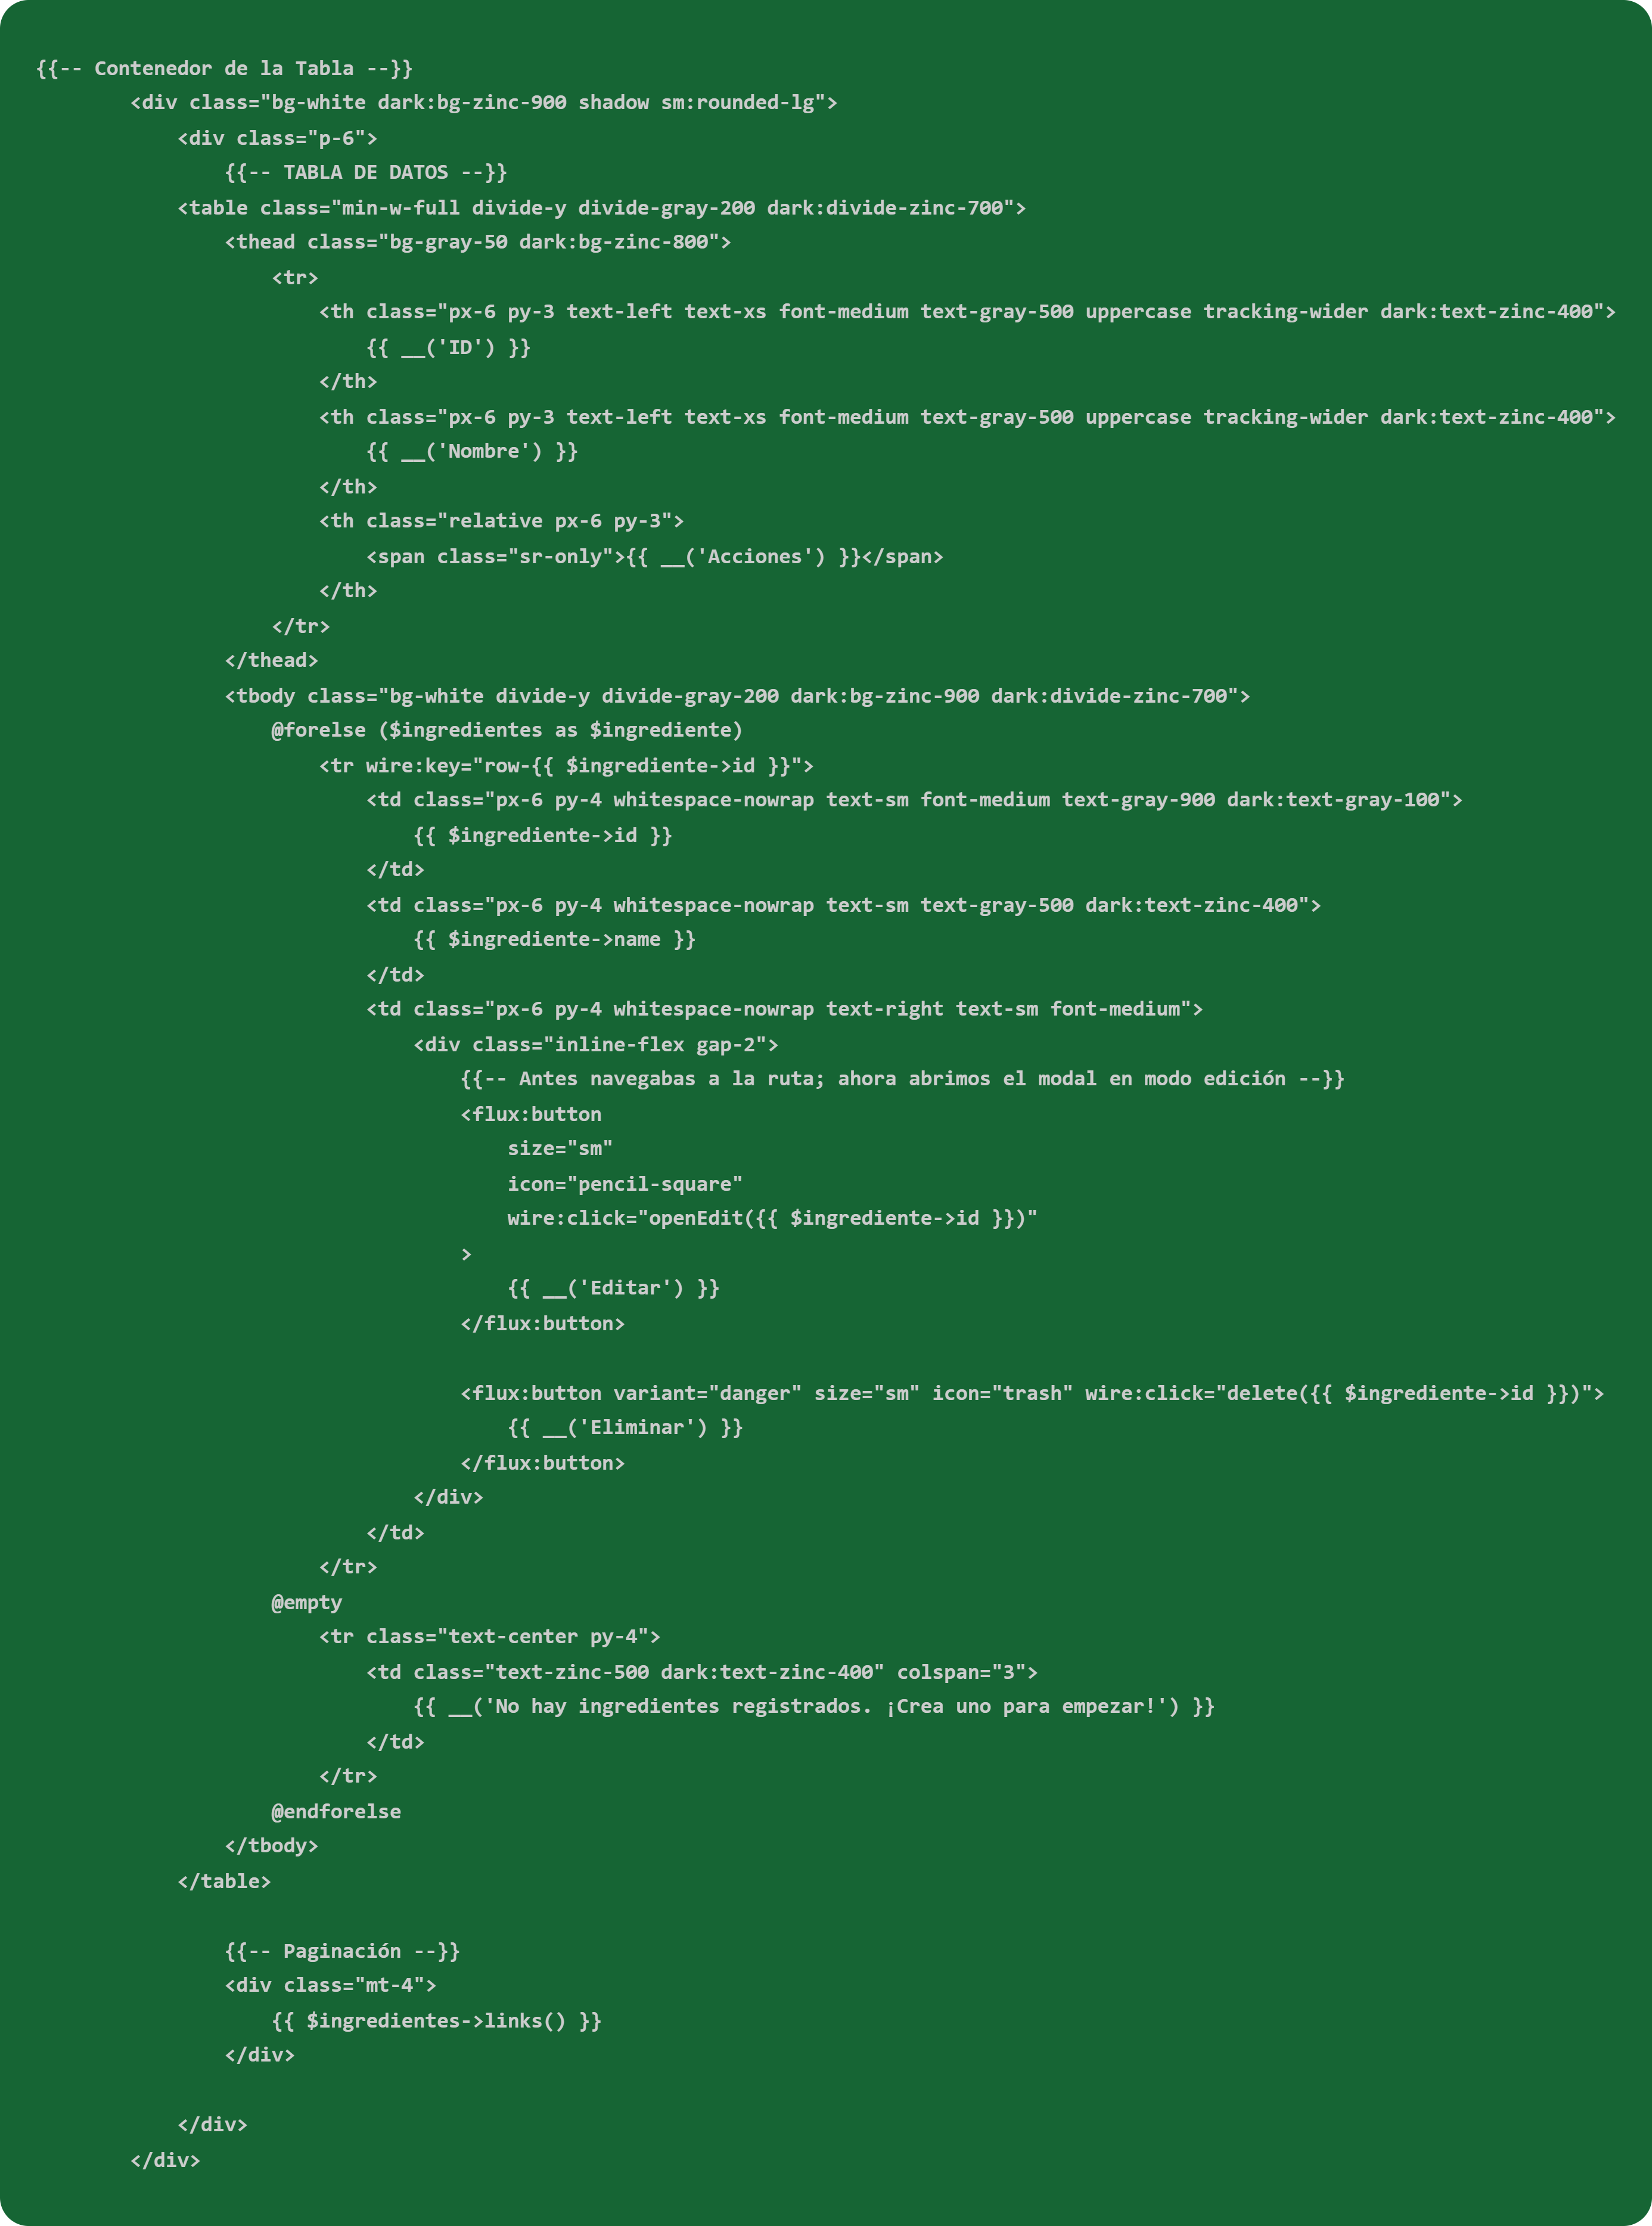 {{-- Contenedor de la Tabla --}}
        <div class="bg-white dark:bg-zinc-900 shadow sm:rounded-lg">
            <div class="p-6">
                {{-- TABLA DE DATOS --}}
            <table class="min-w-full divide-y divide-gray-200 dark:divide-zinc-700">
                <thead class="bg-gray-50 dark:bg-zinc-800">
                    <tr>
                        <th class="px-6 py-3 text-left text-xs font-medium text-gray-500 uppercase tracking-wider dark:text-zinc-400">
                            {{ __('ID') }}
                        </th>
                        <th class="px-6 py-3 text-left text-xs font-medium text-gray-500 uppercase tracking-wider dark:text-zinc-400">
                            {{ __('Nombre') }}
                        </th>
                        <th class="relative px-6 py-3">
                            <span class="sr-only">{{ __('Acciones') }}</span>
                        </th>
                    </tr>
                </thead>
                <tbody class="bg-white divide-y divide-gray-200 dark:bg-zinc-900 dark:divide-zinc-700">
                    @forelse ($ingredientes as $ingrediente)
                        <tr wire:key="row-{{ $ingrediente->id }}">
                            <td class="px-6 py-4 whitespace-nowrap text-sm font-medium text-gray-900 dark:text-gray-100">
                                {{ $ingrediente->id }}
                            </td>
                            <td class="px-6 py-4 whitespace-nowrap text-sm text-gray-500 dark:text-zinc-400">
                                {{ $ingrediente->name }}
                            </td>
                            <td class="px-6 py-4 whitespace-nowrap text-right text-sm font-medium">
                                <div class="inline-flex gap-2">
                                    {{-- Antes navegabas a la ruta; ahora abrimos el modal en modo edición --}}
                                    <flux:button
                                        size="sm"
                                        icon="pencil-square"
                                        wire:click="openEdit({{ $ingrediente->id }})"
                                    >
                                        {{ __('Editar') }}
                                    </flux:button>

                                    <flux:button variant="danger" size="sm" icon="trash" wire:click="delete({{ $ingrediente->id }})">
                                        {{ __('Eliminar') }}
                                    </flux:button>
                                </div>
                            </td>
                        </tr>
                    @empty
                        <tr class="text-center py-4">
                            <td class="text-zinc-500 dark:text-zinc-400" colspan="3">
                                {{ __('No hay ingredientes registrados. ¡Crea uno para empezar!') }}
                            </td>
                        </tr>
                    @endforelse
                </tbody>
            </table>

                {{-- Paginación --}}
                <div class="mt-4">
                    {{ $ingredientes->links() }}
                </div>

            </div>
        </div>